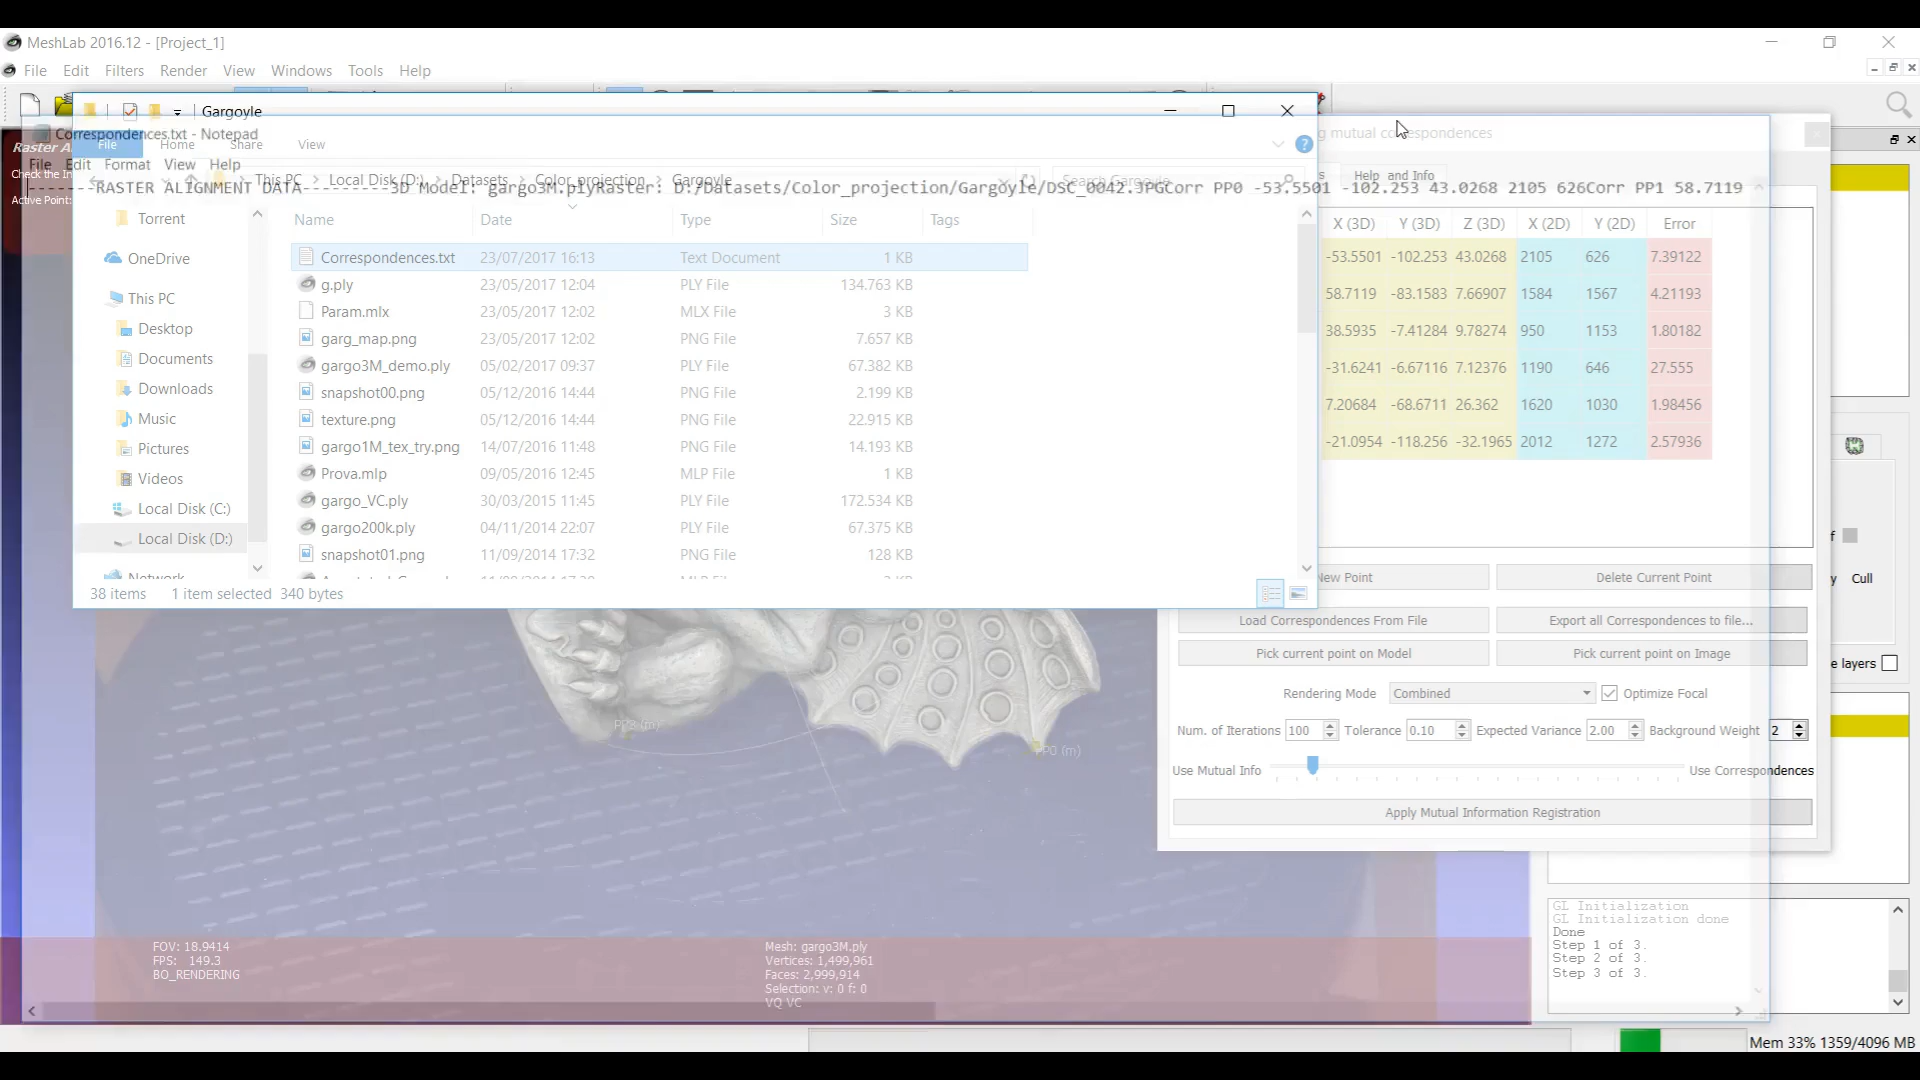 MeshLab 2016.12 - [Project_1]
File Edit Filters Render View Windows Tools Help
Gargoyle
Correspondences.txt - Notepad
File Home Share View
File Edit Format View Help
g mutual correspondences
Raster A
Check the In
Active Point:
This PC > Local Disk (D:) > Datasets > Color_projection > Gargoyle
Search Gargoyle
Help and Info
--------RASTER ALIGNMENT DATA----------3D Model: gargo3M.plyRaster: D:/Datasets/Color_projection/Gargoyle/DSC_0042.JPGCorr PP0 -53.5501 -102.253 43.0268 2105 626Corr PP1 58.7119
Torrent
OneDrive
This PC
Desktop
Documents
Downloads
Music
Pictures
Videos
Local Disk (C:)
Local Disk (D:)
Network
Name Date Type Size Tags
Correspondences.txt 23/07/2017 16:13 Text Document 1 KB
g.ply 23/05/2017 12:04 PLY File 134.763 KB
Param.mlx 23/05/2017 12:02 MLX File 3 KB
garg_map.png 23/05/2017 12:02 PNG File 7.657 KB
gargo3M_demo.ply 05/02/2017 09:37 PLY File 67.382 KB
snapshot00.png 05/12/2016 14:44 PNG File 2.199 KB
texture.png 05/12/2016 14:44 PNG File 22.915 KB
gargo1M_tex_try.png 14/07/2016 11:48 PNG File 14.193 KB
Prova.mlp 09/05/2016 12:45 MLP File 1 KB
gargo_VC.ply 30/03/2015 11:45 PLY File 172.534 KB
gargo200k.ply 04/11/2014 22:07 PLY File 67.375 KB
snapshot01.png 11/09/2014 17:32 PNG File 128 KB
38 items 1 item selected 340 bytes
X (3D) Y (3D) Z (3D) X (2D) Y (2D) Error
-53.5501 -102.253 43.0268 2105 626 7.39122
58.7119 -83.1583 7.66907 1584 1567 4.21193
38.5935 -7.41284 9.78274 950 1153 1.80182
-31.6241 -6.67116 7.12376 1190 646 27.555
7.20684 -68.6711 26.362 1620 1030 1.98456
-21.0954 -118.256 -32.1965 2012 1272 2.57936
New Point Delete Current Point
Load Correspondences From File Export all Correspondences to file...
Pick current point on Model Pick current point on Image
Rendering Mode Combined Optimize Focal
Num. of Iterations 100 Tolerance 0.10 Expected Variance 2.00 Background Weight 2
Use Mutual Info Use Correspondences
Apply Mutual Information Registration
f
y Cull
e layers
PP0 (m)
GL Initialization
GL Initialization done
Done
Step 1 of 3.
Step 2 of 3.
Step 3 of 3.
FOV: 18.9414
FPS: 149.3
BO_RENDERING
Mesh: gargo3M.ply
Vertices: 1,499,961
Faces: 2,999,914
Selection: v: 0 f: 0
VQ VC
Mem 33% 1359/4096 MB